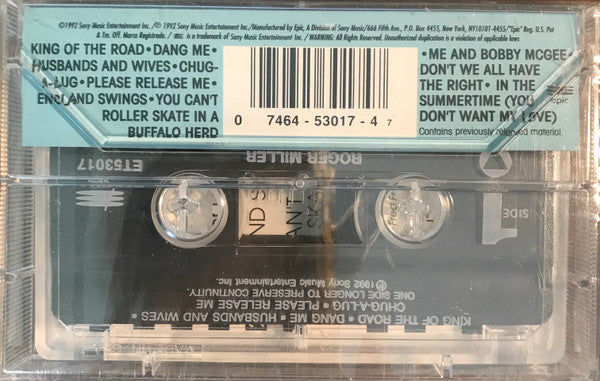 ©1992 Sony Music Entertainment Inc./℗ 1992 Sony Music Entertainment Inc./Manufactured by Epic, A Division of Sony Music/666 Fifth Ave., P.O. Box 4455, New York, NY10101-4455/"Epic" Reg. U.S. Pat
& Tm. Off. Marca Registrada./ is a trademark of Sony Music Entertainment Inc./WARNING: All Rights Reserved. Unauthorized duplication is a violation of applicable laws
KING OF THE ROAD • DANG ME •
HUSBANDS AND WIVES • CHUG-
A-LUG • PLEASE RELEASE ME •
ENGLAND SWINGS • YOU CAN'T
ROLLER SKATE IN A
BUFFALO HERD
0 7464-53017-4 7
• ME AND BOBBY MCGEE •
DON'T WE ALL HAVE
THE RIGHT • IN THE
SUMMERTIME (YOU
DON'T WANT MY LOVE)
Contains previously released material.
epic
ET53017
ROGER MILLER
SIDE
1
epic
ND S
AN'T
SKA
℗1992 Sony Music Entertainment Inc.
ONE SIDE LONGER TO PRESERVE CONTINUITY.
CHUG-A-LUG • PLEASE RELEASE ME
KING OF THE ROAD • DANG ME • HUSBANDS AND WIVES •